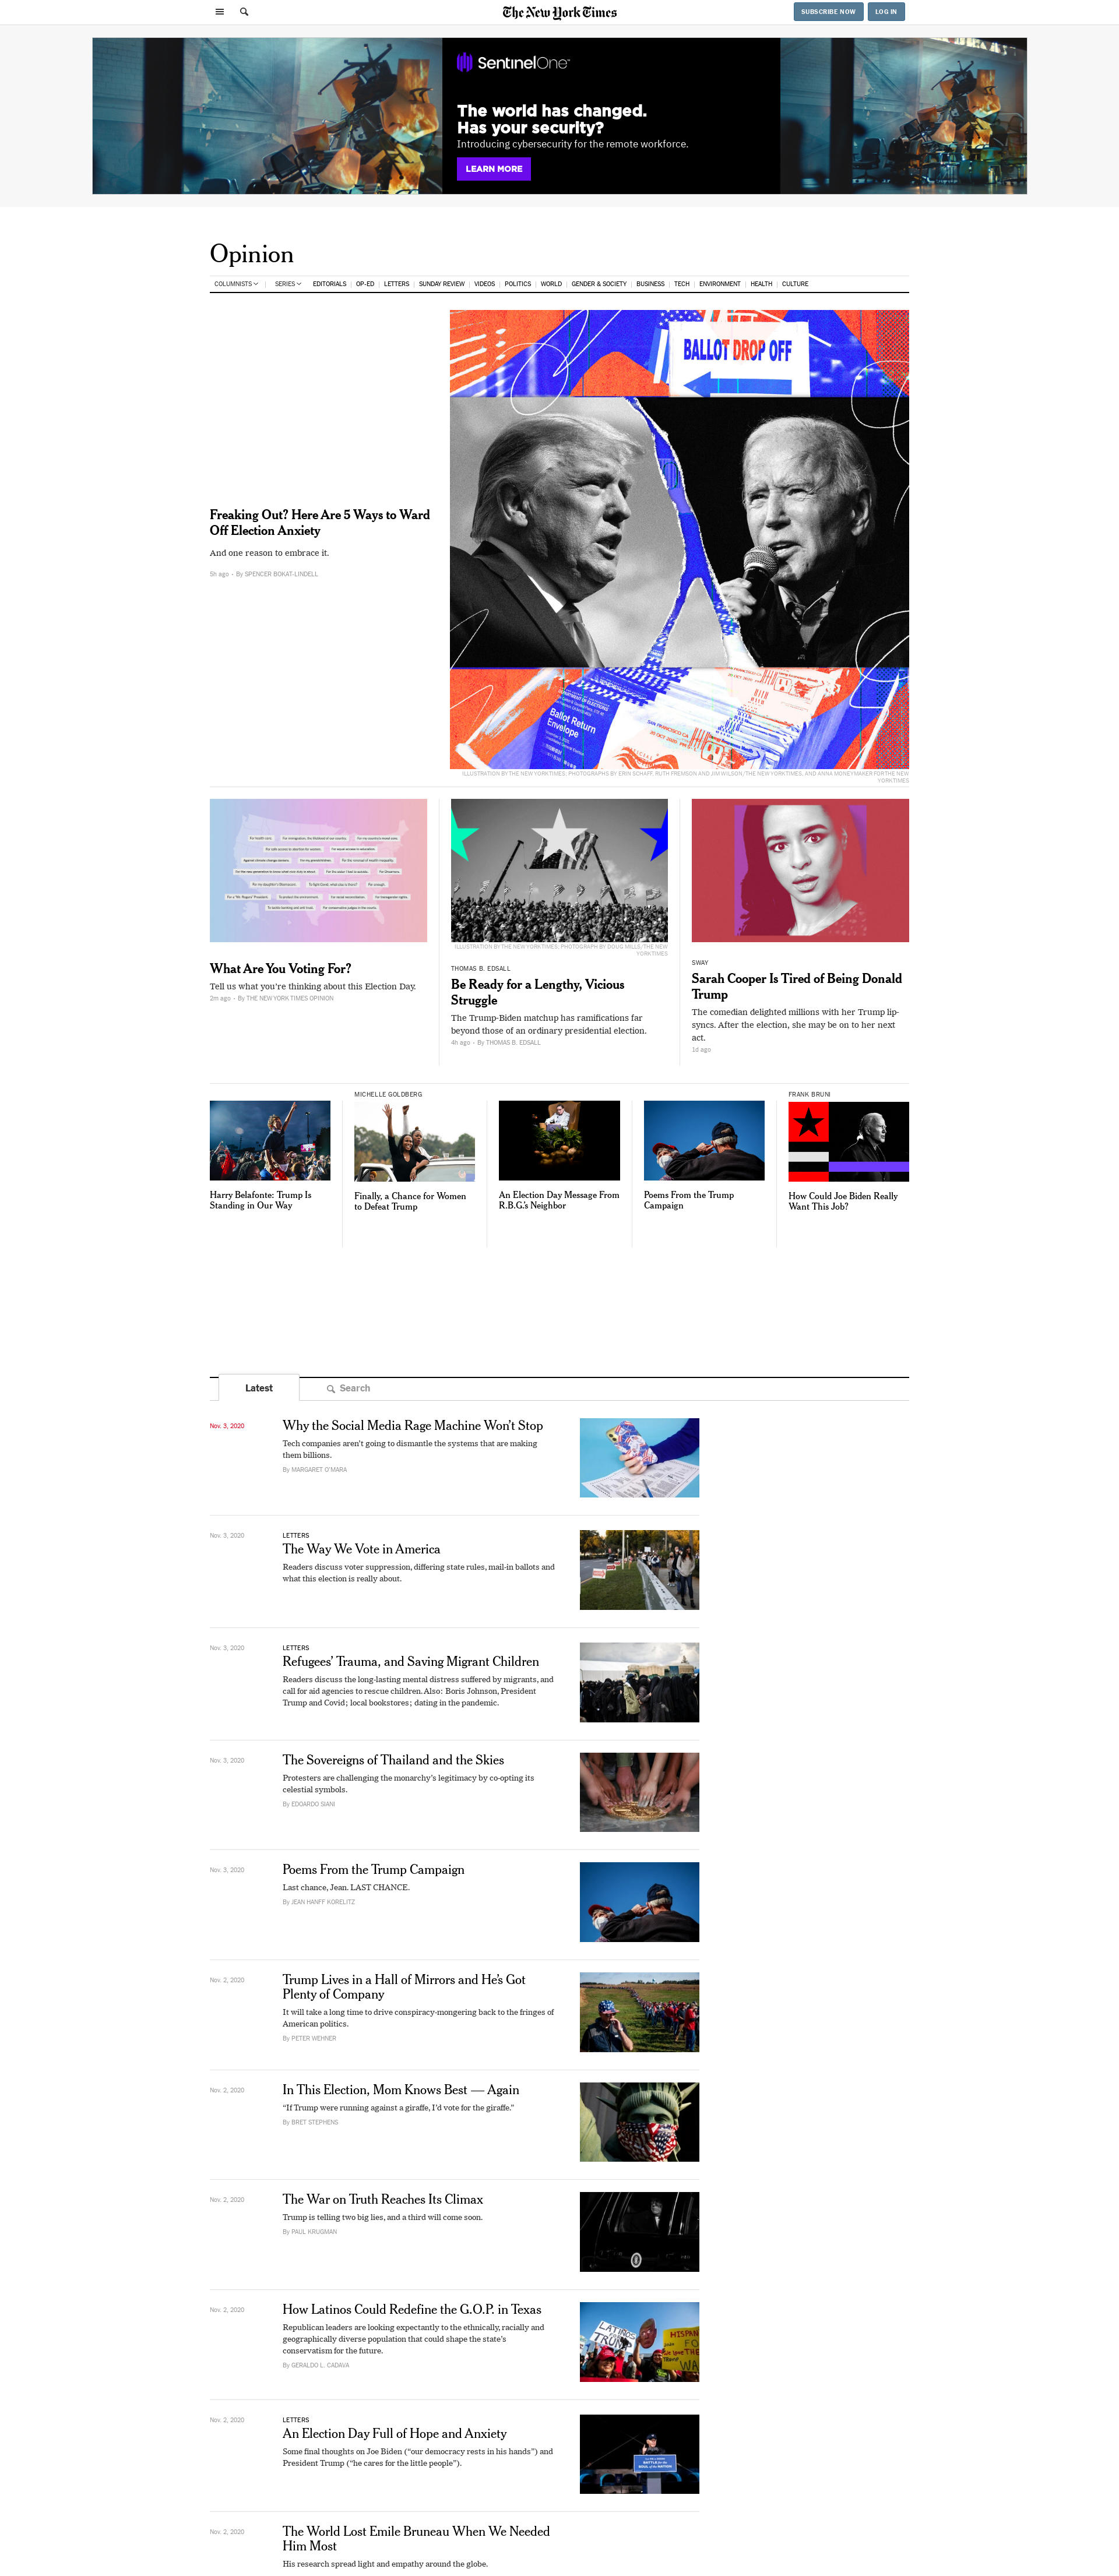 The New York Times
SUBSCRIBE NOW
LOG IN
SentinelOne
The world has changed.
Has your security?
Introducing cybersecurity for the remote workforce.
LEARN MORE
Opinion
COLUMNISTS
SERIES
EDITORIALS
OP-ED
LETTERS
SUNDAY REVIEW
VIDEOS
POLITICS
WORLD
GENDER & SOCIETY
BUSINESS
TECH
ENVIRONMENT
HEALTH
CULTURE
BALLOT DROP OFF
Ballot Return
Envelope
Freaking Out? Here Are 5 Ways to Ward
Off Election Anxiety
And one reason to embrace it.
5h ago · By SPENCER BOKAT-LINDELL
ILLUSTRATION BY THE NEW YORK TIMES; PHOTOGRAPHS BY ERIN SCHAFF, RUTH FREMSON AND JIM WILSON/THE NEW YORK TIMES, AND ANNA MONEYMAKER FOR THE NEW
YORK TIMES
What Are You Voting For?
Tell us what you're thinking about this Election Day.
2m ago · By THE NEW YORK TIMES OPINION
ILLUSTRATION BY THE NEW YORK TIMES; PHOTOGRAPH BY DOUG MILLS/THE NEW
YORK TIMES
THOMAS B. EDSALL
Be Ready for a Lengthy, Vicious
Struggle
The Trump-Biden matchup has ramifications far
beyond those of an ordinary presidential election.
4h ago · By THOMAS B. EDSALL
SWAY
Sarah Cooper Is Tired of Being Donald
Trump
The comedian delighted millions with her Trump lip-
syncs. After the election, she may be on to her next
act.
1d ago
Harry Belafonte: Trump Is
Standing in Our Way
MICHELLE GOLDBERG
Finally, a Chance for Women
to Defeat Trump
An Election Day Message From
R.B.G.'s Neighbor
Poems From the Trump
Campaign
FRANK BRUNI
How Could Joe Biden Really
Want This Job?
Latest
Search
Nov. 3, 2020
Why the Social Media Rage Machine Won't Stop
Tech companies aren't going to dismantle the systems that are making
them billions.
By MARGARET O'MARA
Nov. 3, 2020
LETTERS
The Way We Vote in America
Readers discuss voter suppression, differing state rules, mail-in ballots and
what this election is really about.
Nov. 3, 2020
LETTERS
Refugees' Trauma, and Saving Migrant Children
Readers discuss the long-lasting mental distress suffered by migrants, and
call for aid agencies to rescue children. Also: Boris Johnson, President
Trump and Covid; local bookstores; dating in the pandemic.
Nov. 3, 2020
The Sovereigns of Thailand and the Skies
Protesters are challenging the monarchy's legitimacy by co-opting its
celestial symbols.
By EDOARDO SIANI
Nov. 3, 2020
Poems From the Trump Campaign
Last chance, Jean. LAST CHANCE.
By JEAN HANFF KORELITZ
Nov. 2, 2020
Trump Lives in a Hall of Mirrors and He's Got
Plenty of Company
It will take a long time to drive conspiracy-mongering back to the fringes of
American politics.
By PETER WEHNER
Nov. 2, 2020
In This Election, Mom Knows Best — Again
“If Trump were running against a giraffe, I'd vote for the giraffe.”
By BRET STEPHENS
Nov. 2, 2020
The War on Truth Reaches Its Climax
Trump is telling two big lies, and a third will come soon.
By PAUL KRUGMAN
Nov. 2, 2020
How Latinos Could Redefine the G.O.P. in Texas
Republican leaders are looking expectantly to the ethnically, racially and
geographically diverse population that could shape the state's
conservatism for the future.
By GERALDO L. CADAVA
LATINOS
TRUMP
Nov. 2, 2020
LETTERS
An Election Day Full of Hope and Anxiety
Some final thoughts on Joe Biden (“our democracy rests in his hands”) and
President Trump (“he cares for the little people”).
Nov. 2, 2020
The World Lost Emile Bruneau When We Needed
Him Most
His research spread light and empathy around the globe.